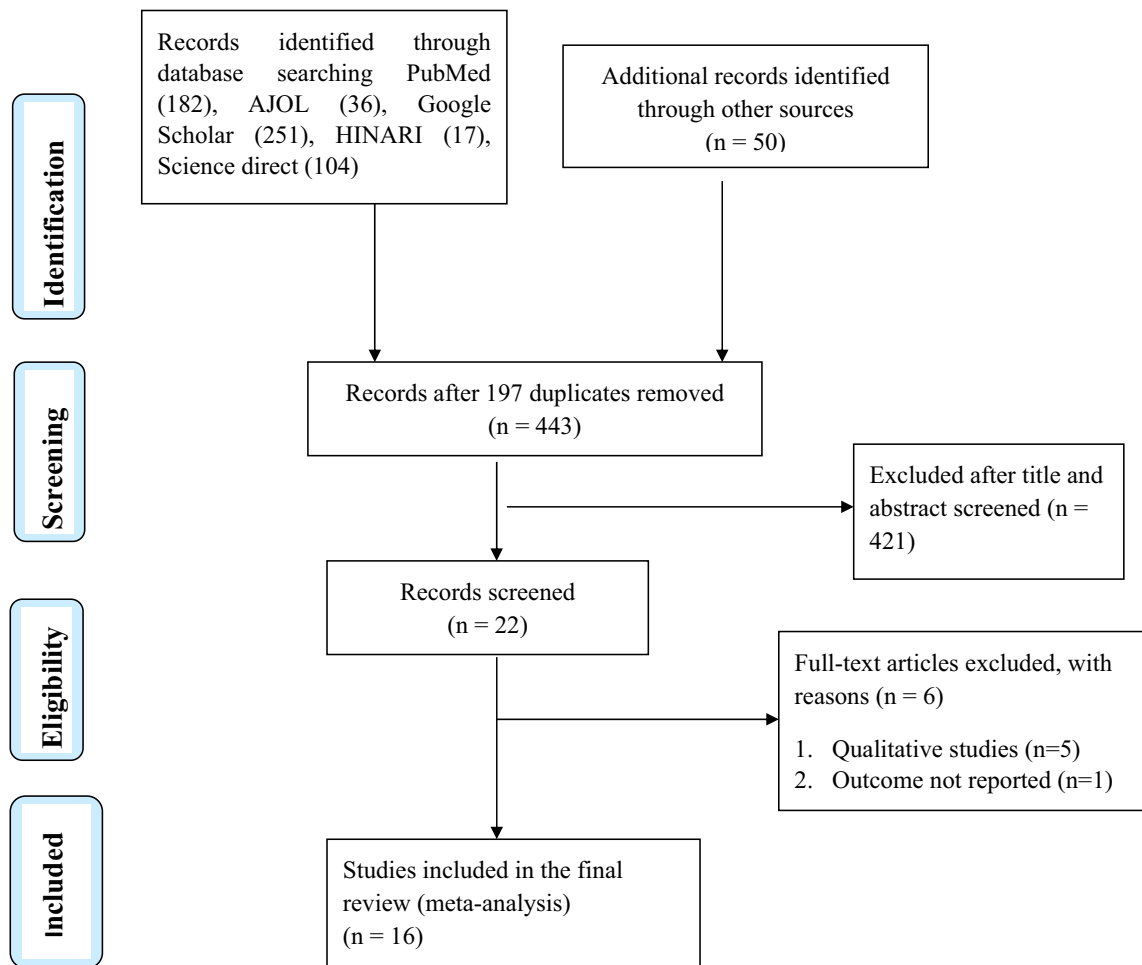 Records identified through
database searching PubMed
(182), AJOL (36), Google
Scholar (251), HINARI (17),
Science direct (104)
Additional records identified
through other sources
(n = 50)
Identification
Records after 197 duplicates removed
(n = 443)
Screening
Excluded after title and
abstract screened (n =
421)
Records screened
(n = 22)
Eligibility
Full-text articles excluded, with
reasons (n = 6)
1. Qualitative studies (n=5)
2. Outcome not reported (n=1)
Included
Studies included in the final
review (meta-analysis)
(n = 16)